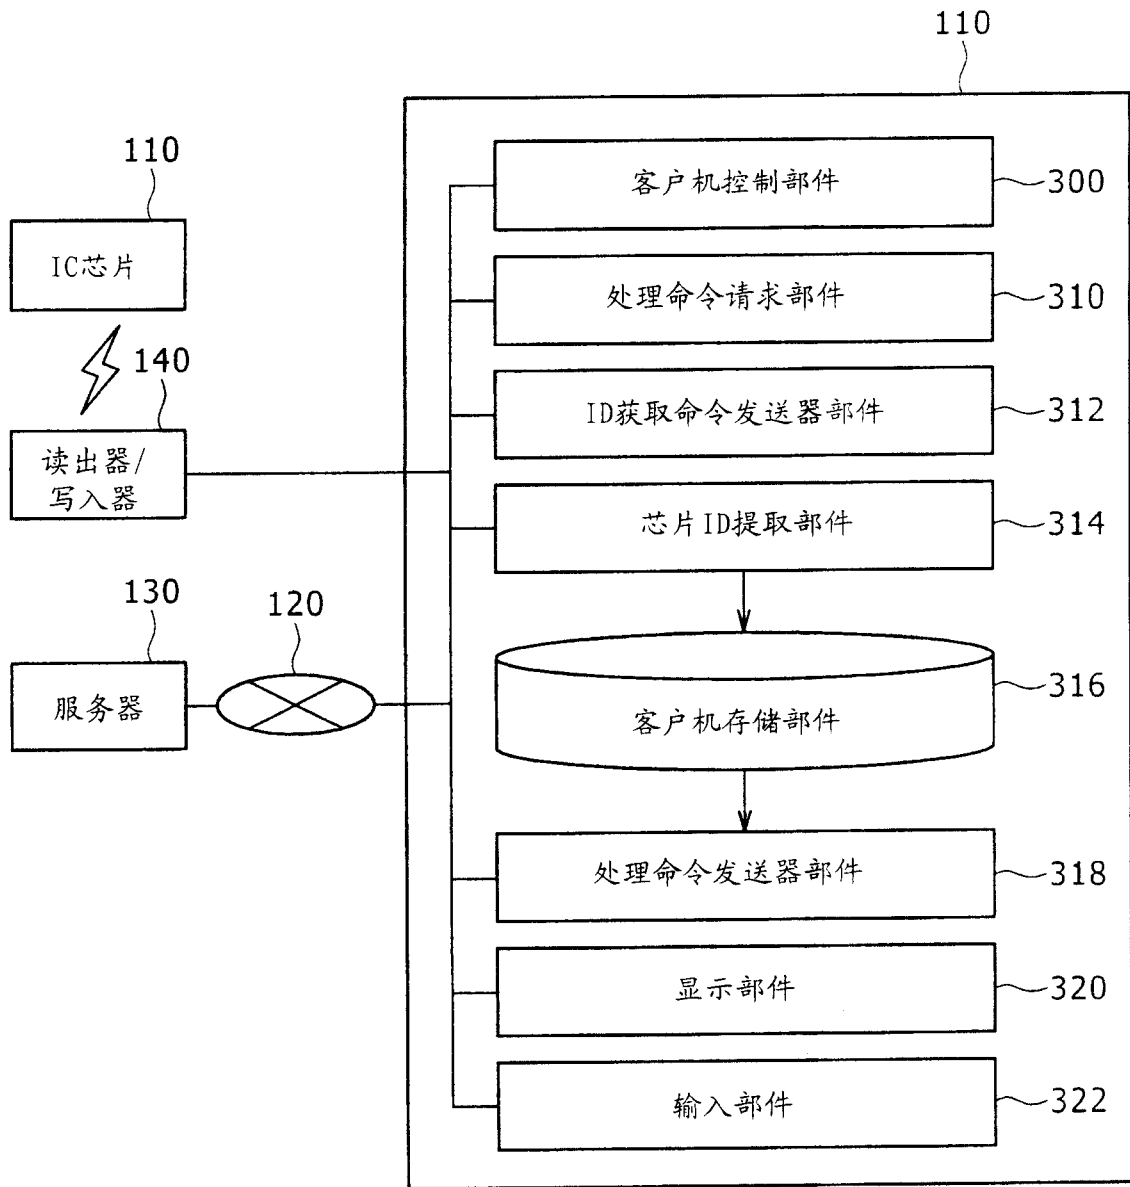 110
110
客户机控制部件
300
IC芯片
处理命令请求部件
310
140
ID获取命令发送器部件
312
读出器/
写入器
芯片ID提取部件
314
130
120
服务器
客户机存储部件
316
处理命令发送器部件
318
显示部件
320
输入部件
322